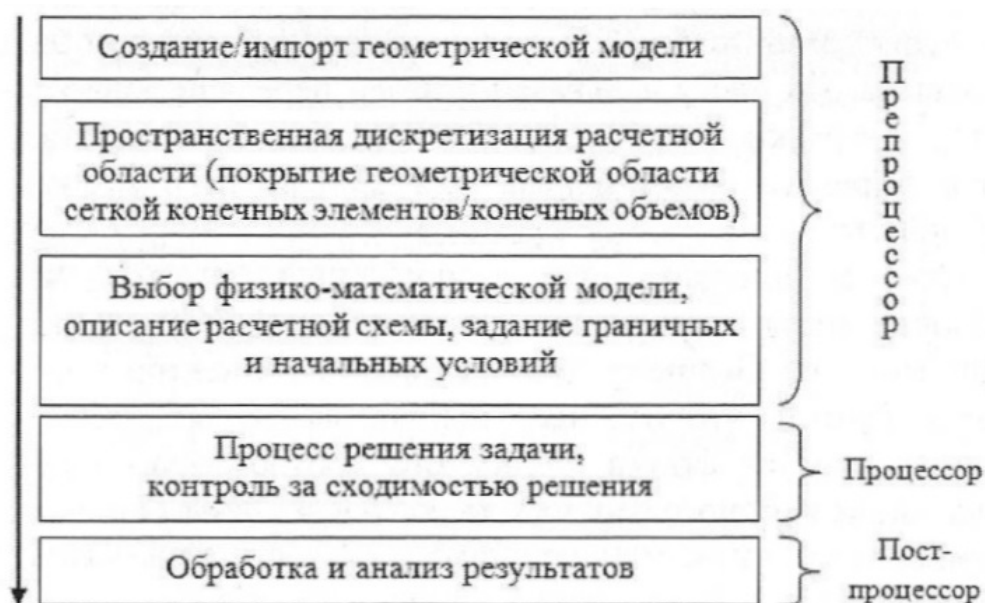 Создание/импорт геометрической модели
Пространственная дискретизация расчетной
области (покрытие геометрической области
сеткой конечных элементов/конечных объемов)
Выбор физико-математической модели,
описание расчетной схемы, задание граничных
и начальных условий
Препроцессор
Процесс решения задачи,
контроль за сходимостью решения
Процессор
Обработка и анализ результатов
Пост-
процессор